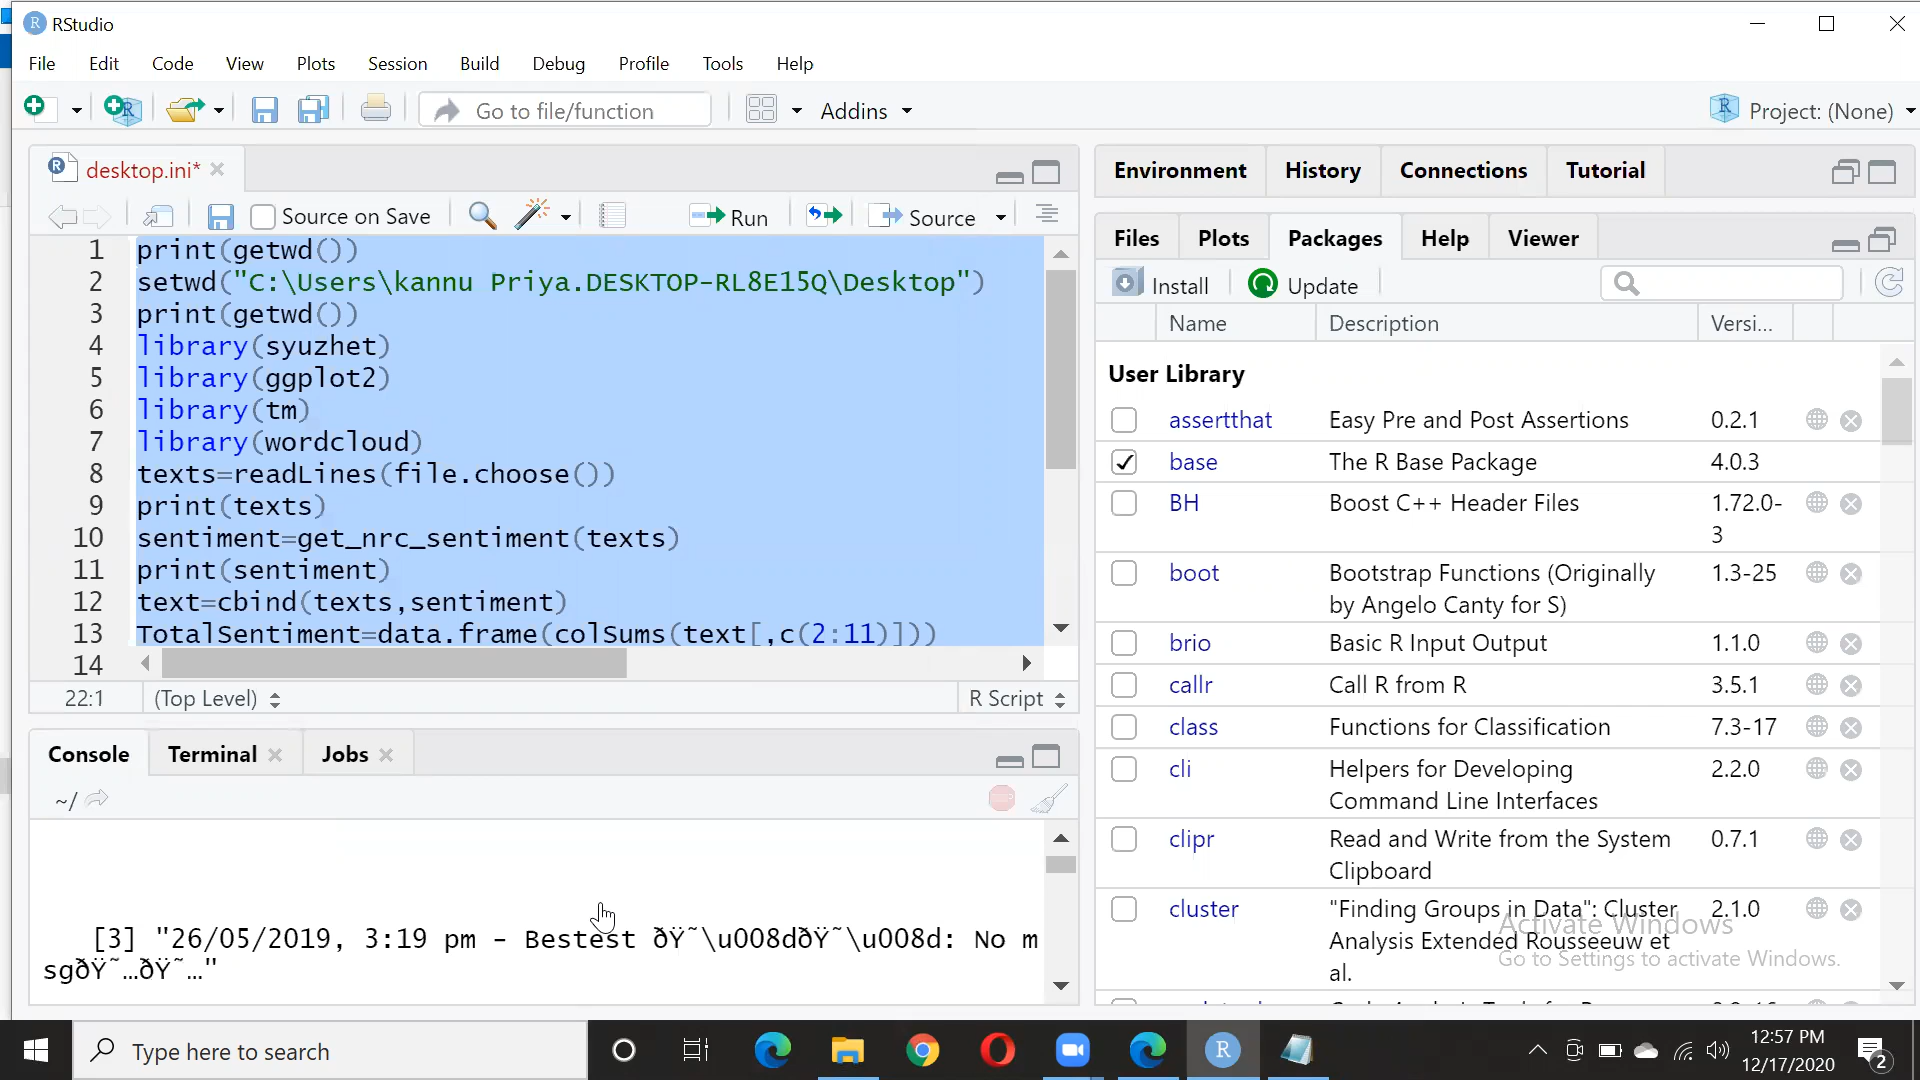 RStudio
File Edit Code View Plots Session Build Debug Profile Tools Help
Go to file/function Addins Project: (None)
desktop.ini*
Source on Save Run Source
1 print(getwd())
2 setwd("C:\Users\kannu Priya.DESKTOP-RL8E15Q\Desktop")
3 print(getwd())
4 library(syuzhet)
5 library(ggplot2)
6 library(tm)
7 library(wordcloud)
8 texts=readLines(file.choose())
9 print(texts)
10 sentiment=get_nrc_sentiment(texts)
11 print(sentiment)
12 text=cbind(texts,sentiment)
13 TotalSentiment=data.frame(colSums(text[,c(2:11)]))
14
22:1 (Top Level) R Script
Console Terminal Jobs
~/
[3] "26/05/2019, 3:19 pm - Bestest ðŸ˜\u008dðŸ˜\u008d: No m
sgðŸ˜…ðŸ˜…"
Environment History Connections Tutorial
Files Plots Packages Help Viewer
Install Update
Name Description Versi...
User Library
assertthat Easy Pre and Post Assertions 0.2.1
base The R Base Package 4.0.3
BH Boost C++ Header Files 1.72.0-
3
boot Bootstrap Functions (Originally 1.3-25
by Angelo Canty for S)
brio Basic R Input Output 1.1.0
callr Call R from R 3.5.1
class Functions for Classification 7.3-17
cli Helpers for Developing 2.2.0
Command Line Interfaces
clipr Read and Write from the System 0.7.1
Clipboard
cluster "Finding Groups in Data": Cluster 2.1.0
Analysis Extended Rousseeuw et
al.
Activate Windows
Go to Settings to activate Windows.
Type here to search
12:57 PM
12/17/2020
2